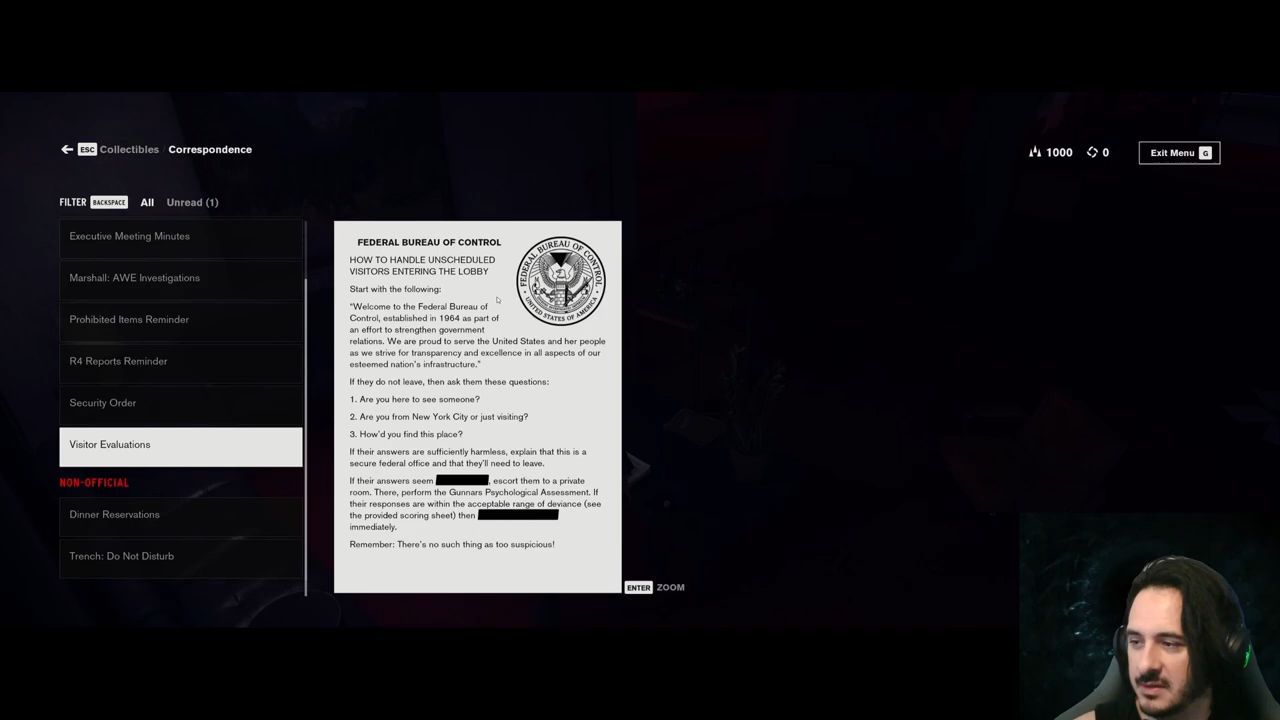 ESC Collectibles / Correspondence
1000 0 Exit Menu G
FILTER BACKSPACE All Unread (1)
Executive Meeting Minutes
Marshall: AWE Investigations
Prohibited Items Reminder
R4 Reports Reminder
Security Order
Visitor Evaluations
NON-OFFICIAL
Dinner Reservations
Trench: Do Not Disturb
FEDERAL BUREAU OF CONTROL
HOW TO HANDLE UNSCHEDULED
VISITORS ENTERING THE LOBBY
Start with the following:
"Welcome to the Federal Bureau of
Control, established in 1964 as part of
an effort to strengthen government
relations. We are proud to serve the United States and her people
as we strive for transparency and excellence in all aspects of our
esteemed nation's infrastructure."
If they do not leave, then ask them these questions:
1. Are you here to see someone?
2. Are you from New York City or just visiting?
3. How'd you find this place?
If their answers are sufficiently harmless, explain that this is a
secure federal office and that they'll need to leave.
If their answers seem , escort them to a private
room. There, perform the Gunnars Psychological Assessment. If
their responses are within the acceptable range of deviance (see
the provided scoring sheet) then
immediately.
Remember: There's no such thing as too suspicious!
FEDERAL BUREAU OF CONTROL
UNITED STATES OF AMERICA
ENTER ZOOM